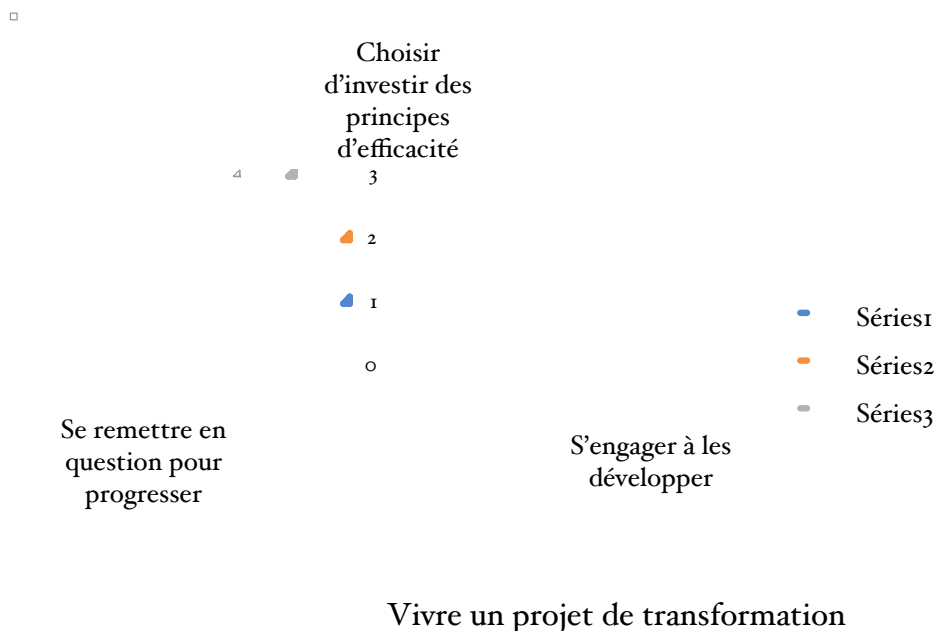 Choisir
d’investir des
principes
d’efficacité
3
2
1
0
Séries1
Séries2
Séries3
Se remettre en
question pour
progresser
S’engager à les
développer
Vivre un projet de transformation